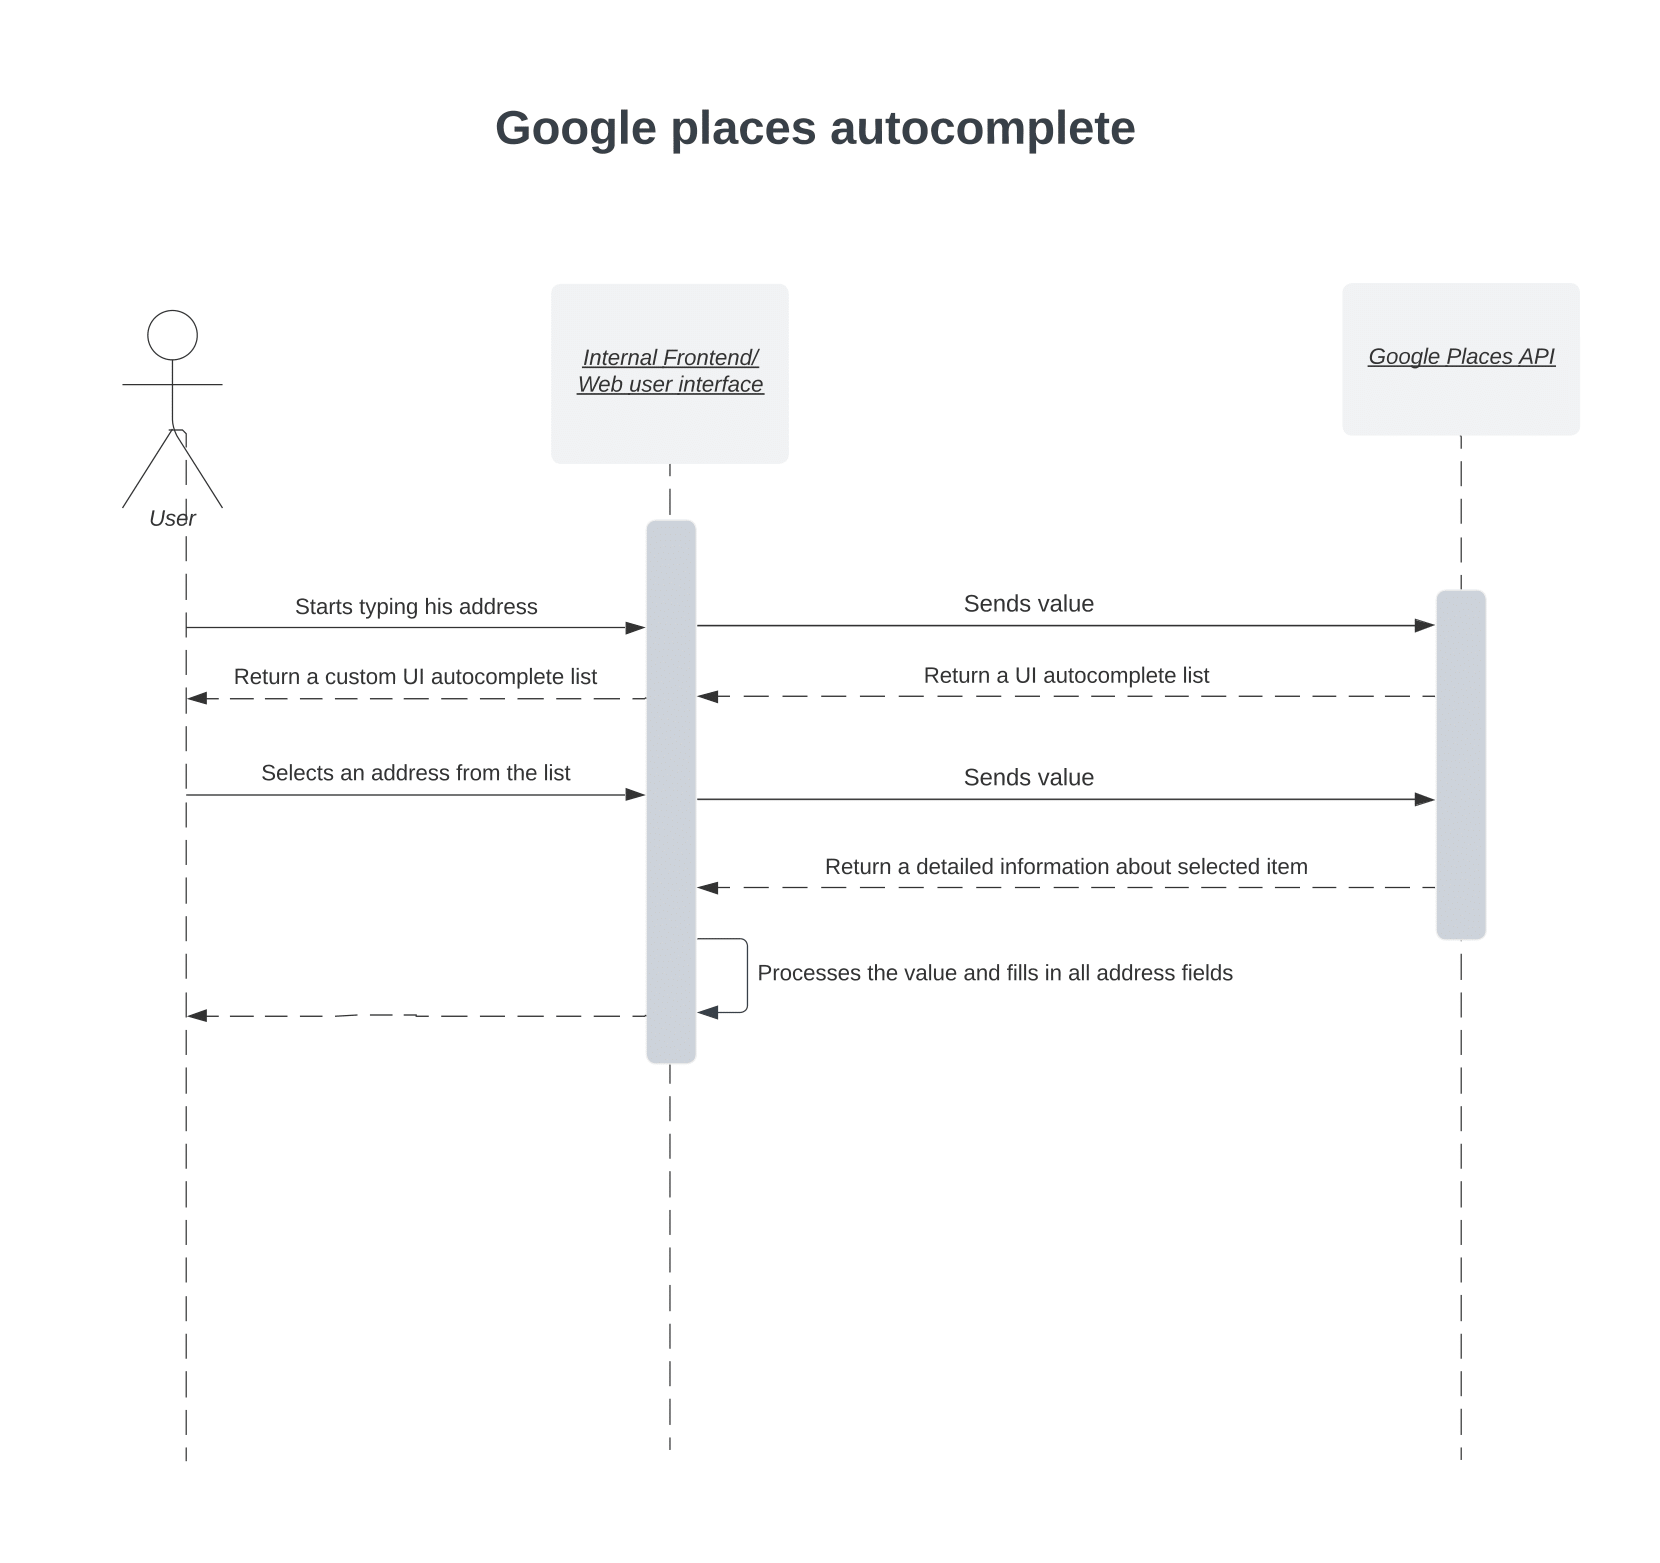 Google places autocomplete
Internal Frontend/
Web user interface
Google Places API
User
Starts typing his address
Sends value
Return a custom UI autocomplete list
Return a UI autocomplete list
Selects an address from the list
Sends value
Return a detailed information about selected item
Processes the value and fills in all address fields